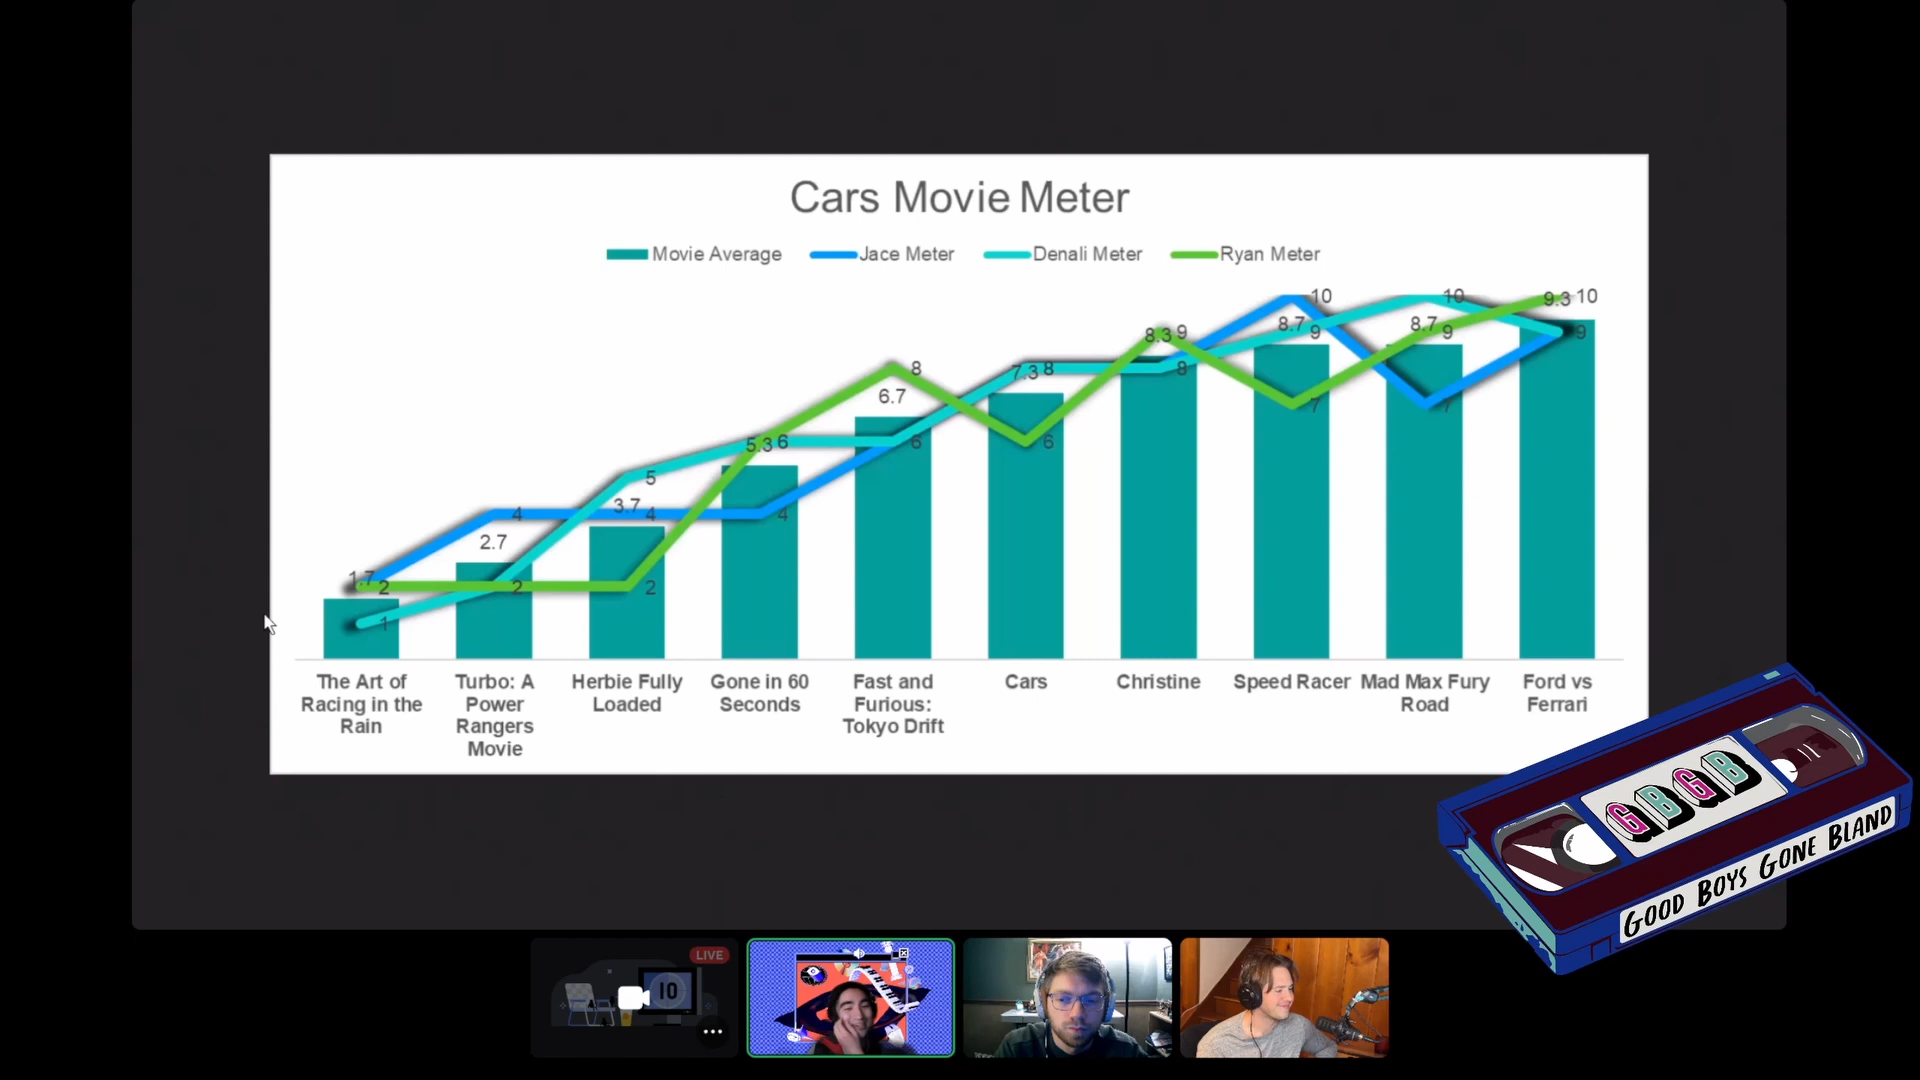 Cars Movie Meter
Movie Average Jace Meter Denali Meter Ryan Meter
10 10 9.3 10
8.7 9 8.7 9 9
8.3 9
8 7.3 8 8
6.7 7 7
5.3 6 6 6
5
3.7 4 4 4
2.7
1.7 2 2 2
1
The Art of
Racing in the
Rain
Turbo: A
Power
Rangers
Movie
Herbie Fully
Loaded
Gone in 60
Seconds
Fast and
Furious:
Tokyo Drift
Cars
Christine
Speed Racer
Mad Max Fury
Road
Ford vs
Ferrari
GBGB
GOOD BOYS GONE BLAND
LIVE
10